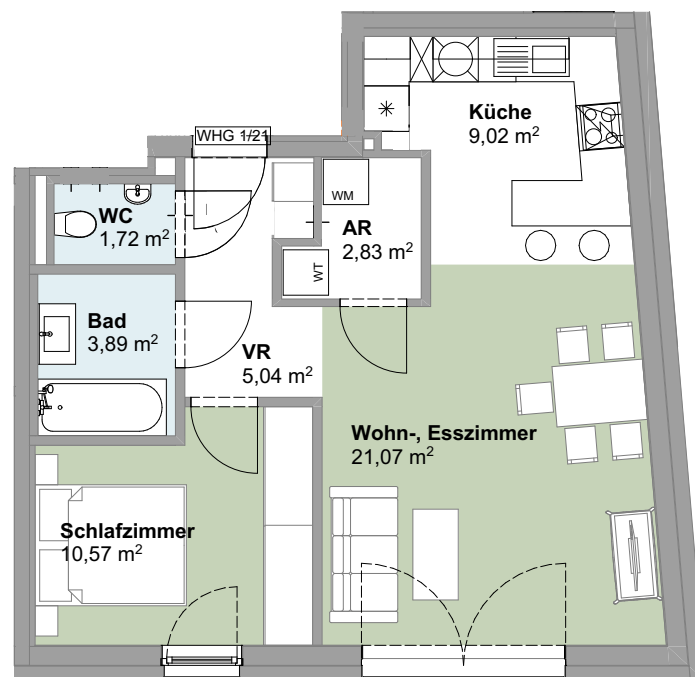 WHG 1/21
Küche
9,02 m²
WC
1,72 m²
WM
AR
2,83 m²
WT
Bad
3,89 m²
VR
5,04 m²
Wohn-, Esszimmer
21,07 m²
Schlafzimmer
10,57 m²